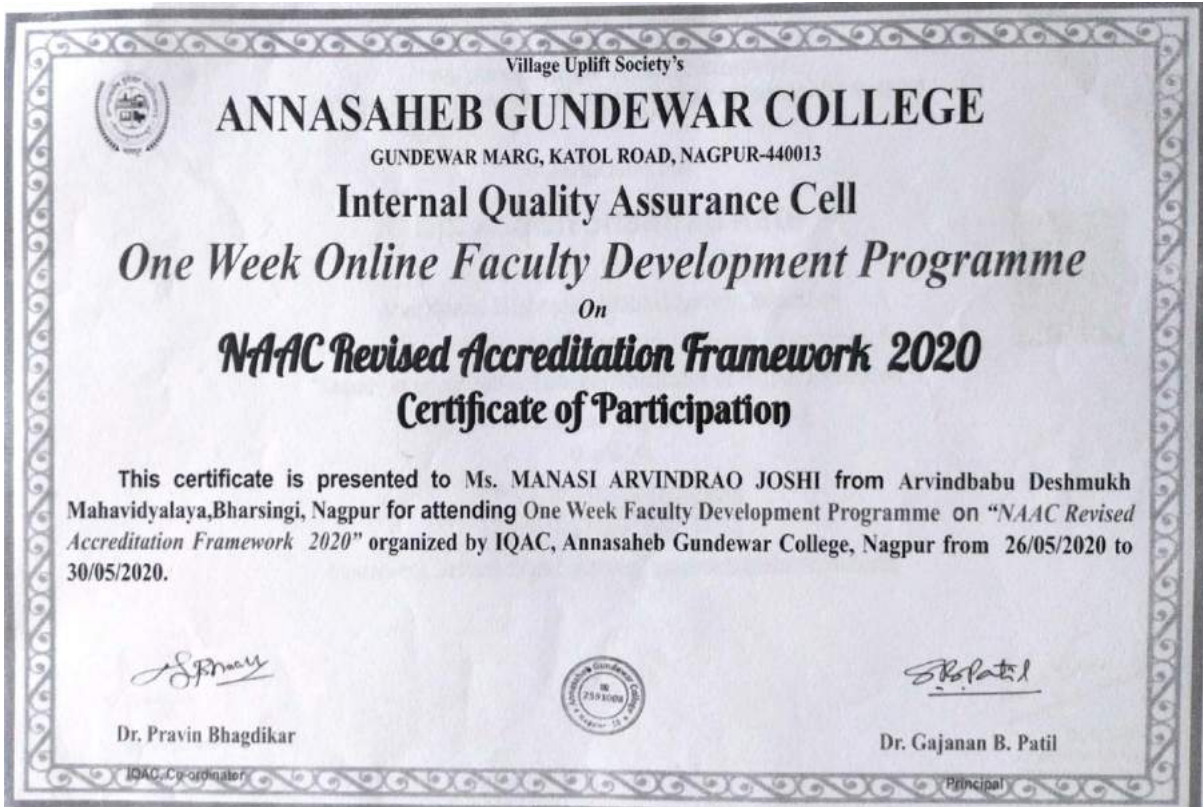 Village Uplift Society's
ANNASAHEB GUNDEWAR COLLEGE
GUNDEWAR MARG, KATOL ROAD, NAGPUR-440013
Internal Quality Assurance Cell
One Week Online Faculty Development Programme
On
NAAC Revised Accreditation Framework 2020
Certificate of Participation
This certificate is presented to Ms. MANASI ARVINDRAO JOSHI from Arvindbabu Deshmukh
Mahavidyalaya,Bharsingi, Nagpur for attending One Week Faculty Development Programme on “NAAC Revised
Accreditation Framework 2020” organized by IQAC, Annasaheb Gundewar College, Nagpur from 26/05/2020 to
30/05/2020.
Annasaheb Gundewar College
Nagpur
Dr. Pravin Bhagdikar
Dr. Gajanan B. Patil
IQAC, Co-ordinator
Principal